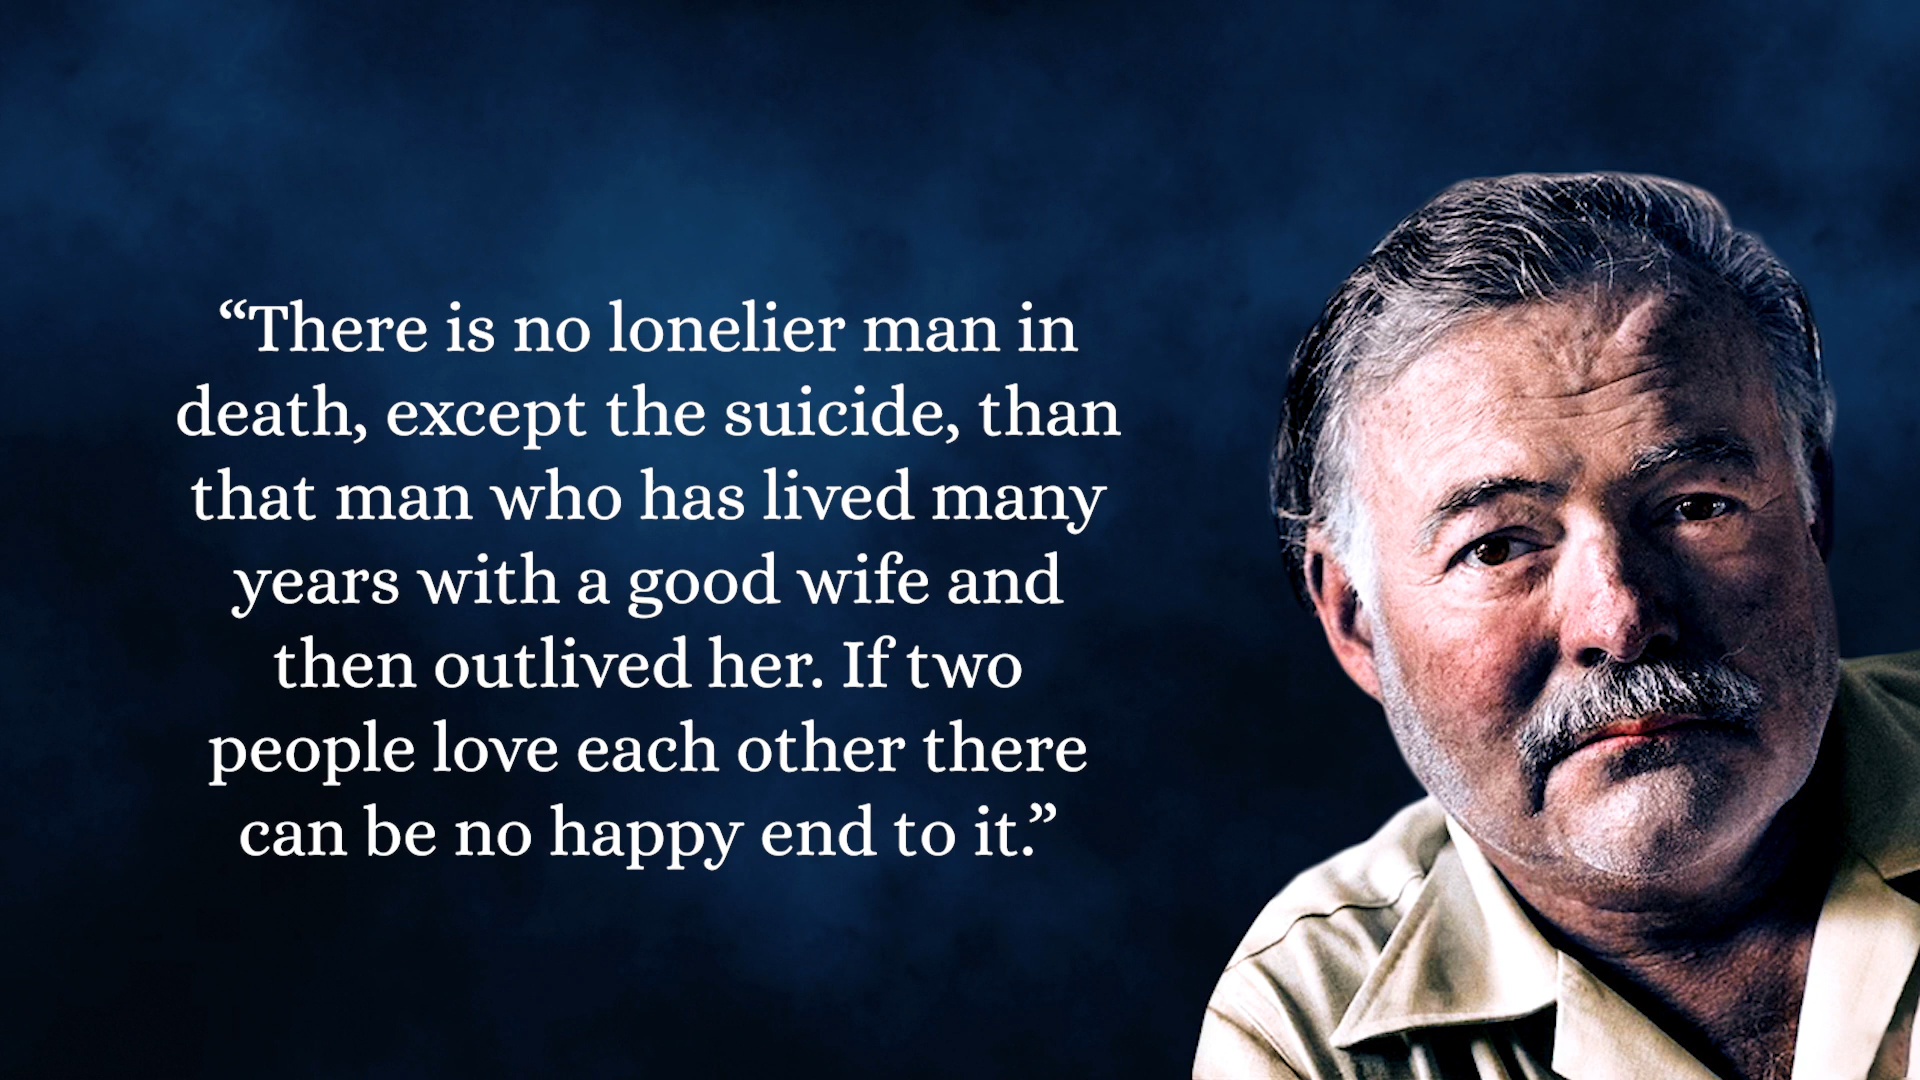 “There is no lonelier man in
death, except the suicide, than
that man who has lived many
years with a good wife and
then outlived her. If two
people love each other there
can be no happy end to it.”